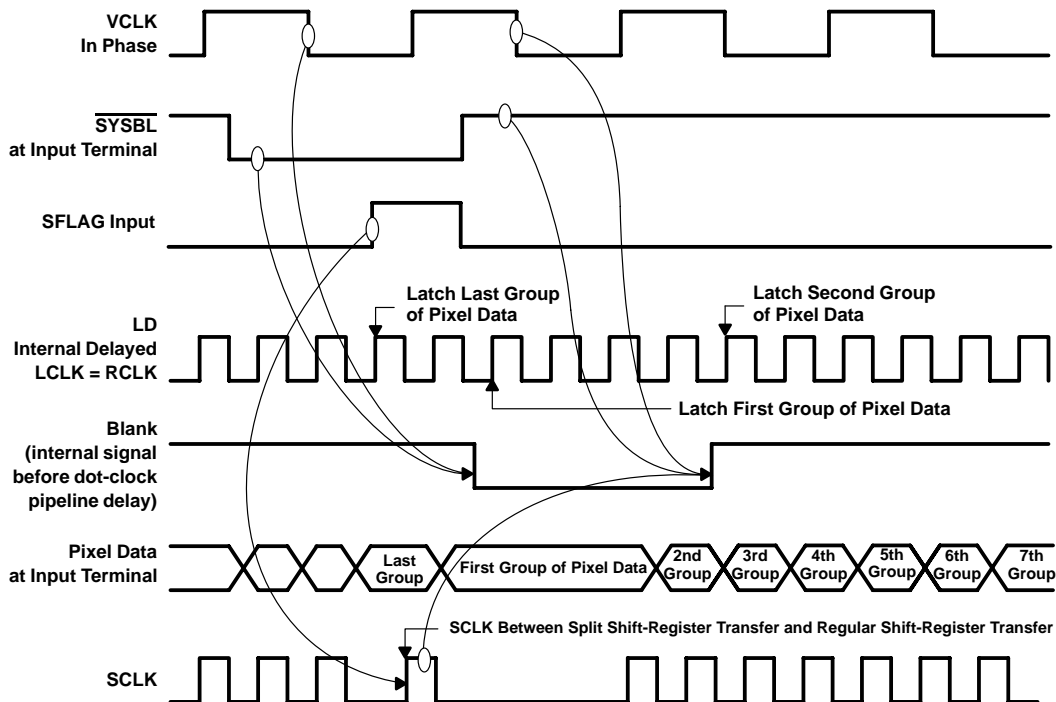 VCLK
In Phase
SYSBL
at Input Terminal
SFLAG Input
Latch Last Group
of Pixel Data
Latch Second Group
of Pixel Data
LD
Internal Delayed
LCLK = RCLK
Latch First Group of Pixel Data
Blank
(internal signal
before dot-clock
pipeline delay)
Pixel Data
at Input Terminal
Last
Group
First Group of Pixel Data
2nd
Group
3rd
Group
4th
Group
5th
Group
6th
Group
7th
Group
SCLK Between Split Shift-Register Transfer and Regular Shift-Register Transfer
SCLK